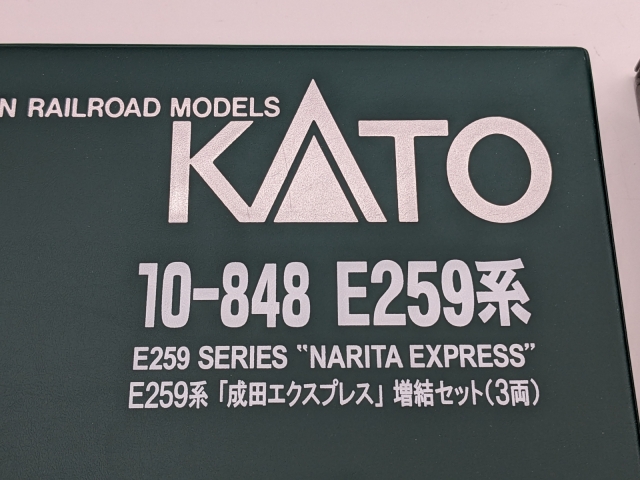 N RAILROAD MODELS
KATO
10-848 E259系
E259 SERIES "NARITA EXPRESS"
E259系「成田エクスプレス」増結セット(3両)